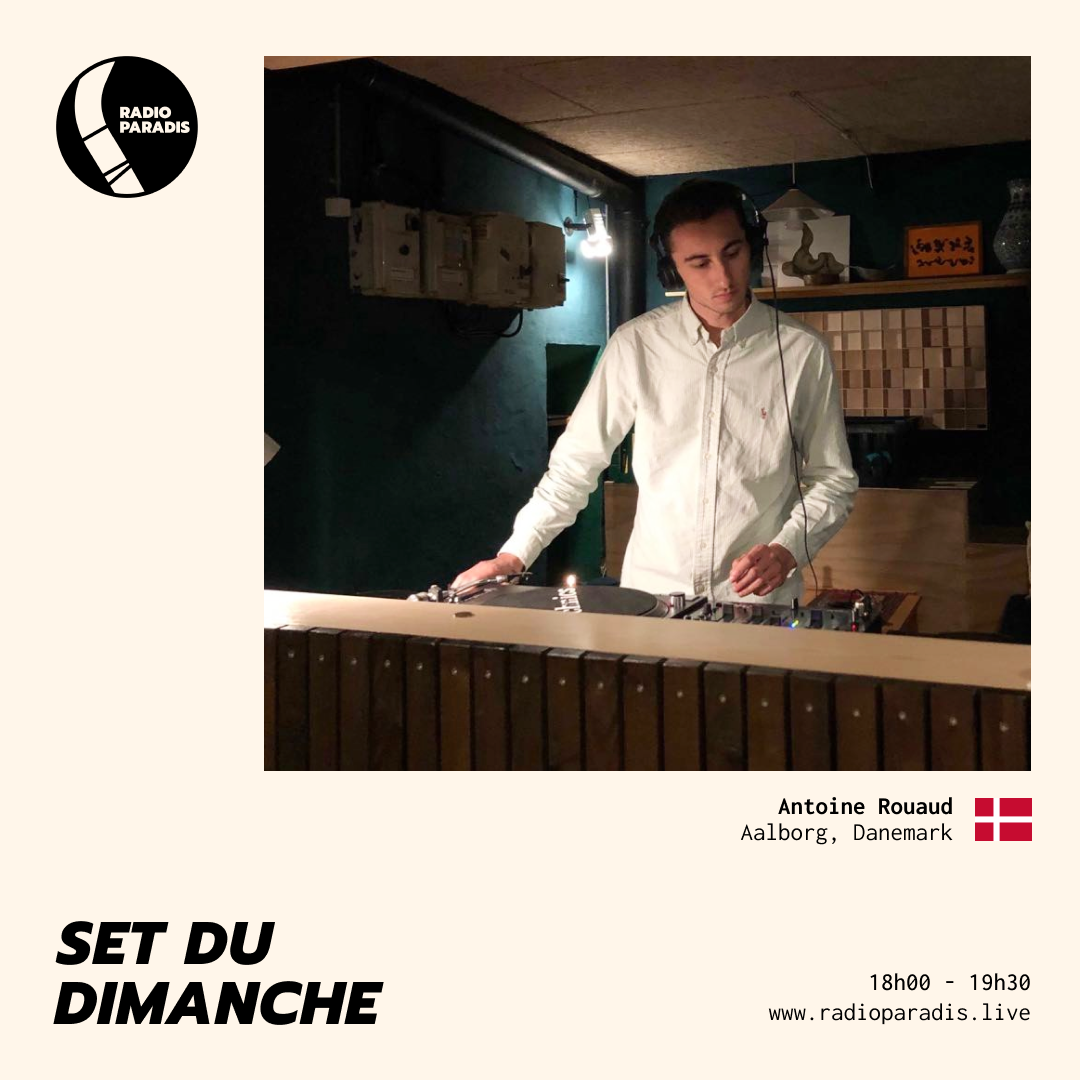 RADIO
PARADIS
Antoine Rouaud
Aalborg, Danemark
SET DU
DIMANCHE
18h00 - 19h30
www.radioparadis.live